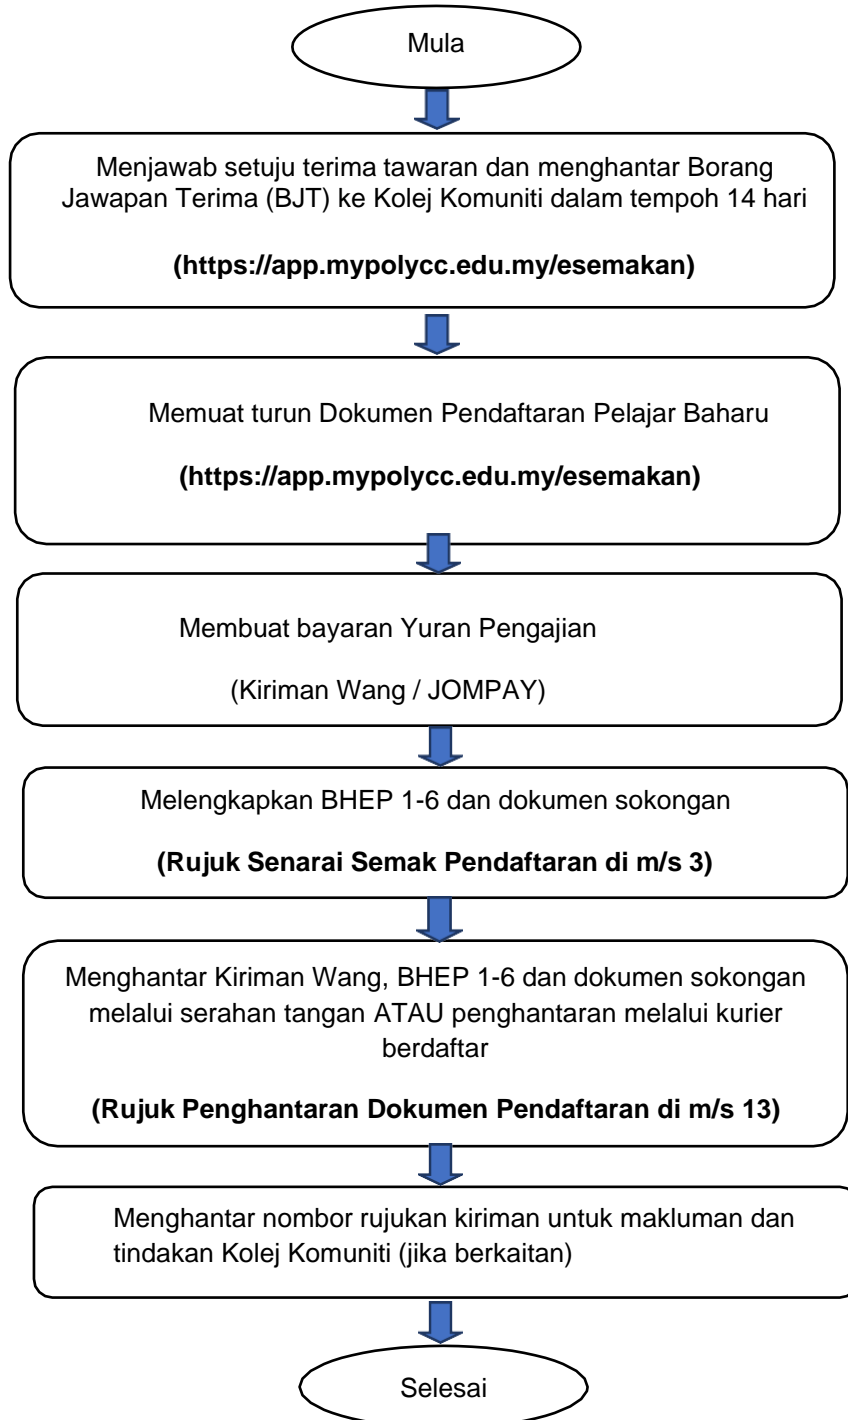 Mula
Menjawab setuju terima tawaran dan menghantar Borang
Jawapan Terima (BJT) ke Kolej Komuniti dalam tempoh 14 hari
(https://app.mypolycc.edu.my/esemakan)
Memuat turun Dokumen Pendaftaran Pelajar Baharu
(https://app.mypolycc.edu.my/esemakan)
Membuat bayaran Yuran Pengajian
(Kiriman Wang / JOMPAY)
Melengkapkan BHEP 1-6 dan dokumen sokongan
(Rujuk Senarai Semak Pendaftaran di m/s 3)
Menghantar Kiriman Wang, BHEP 1-6 dan dokumen sokongan
melalui serahan tangan ATAU penghantaran melalui kurier
berdaftar
(Rujuk Penghantaran Dokumen Pendaftaran di m/s 13)
Menghantar nombor rujukan kiriman untuk makluman dan
tindakan Kolej Komuniti (jika berkaitan)
Selesai